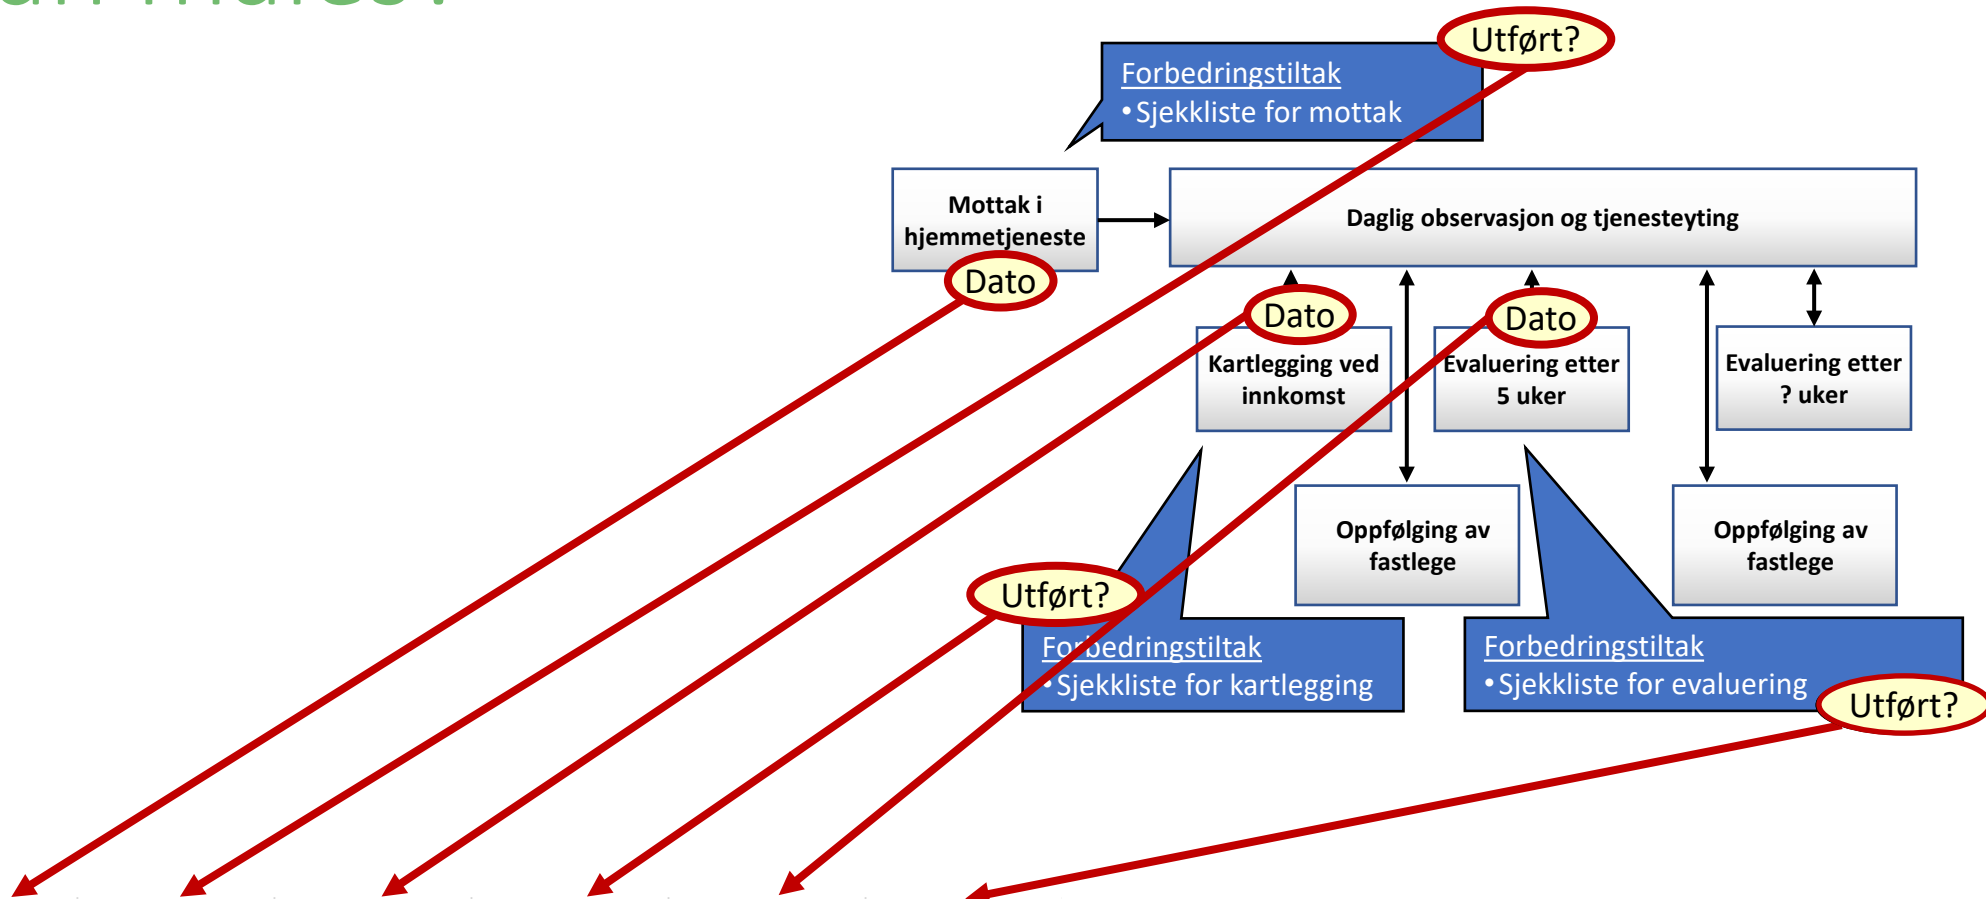 Utført?
Forbedringstiltak
• Sjekkliste for mottak
Mottak i
hjemmetjeneste
Daglig observasjon og tjenesteyting
Dato
Dato
Dato
Kartlegging ved
innkomst
Evaluering etter
5 uker
Evaluering etter
? uker
Oppfølging av
fastlege
Oppfølging av
fastlege
Utført?
Forbedringstiltak
• Sjekkliste for kartlegging
Forbedringstiltak
• Sjekkliste for evaluering
Utført?